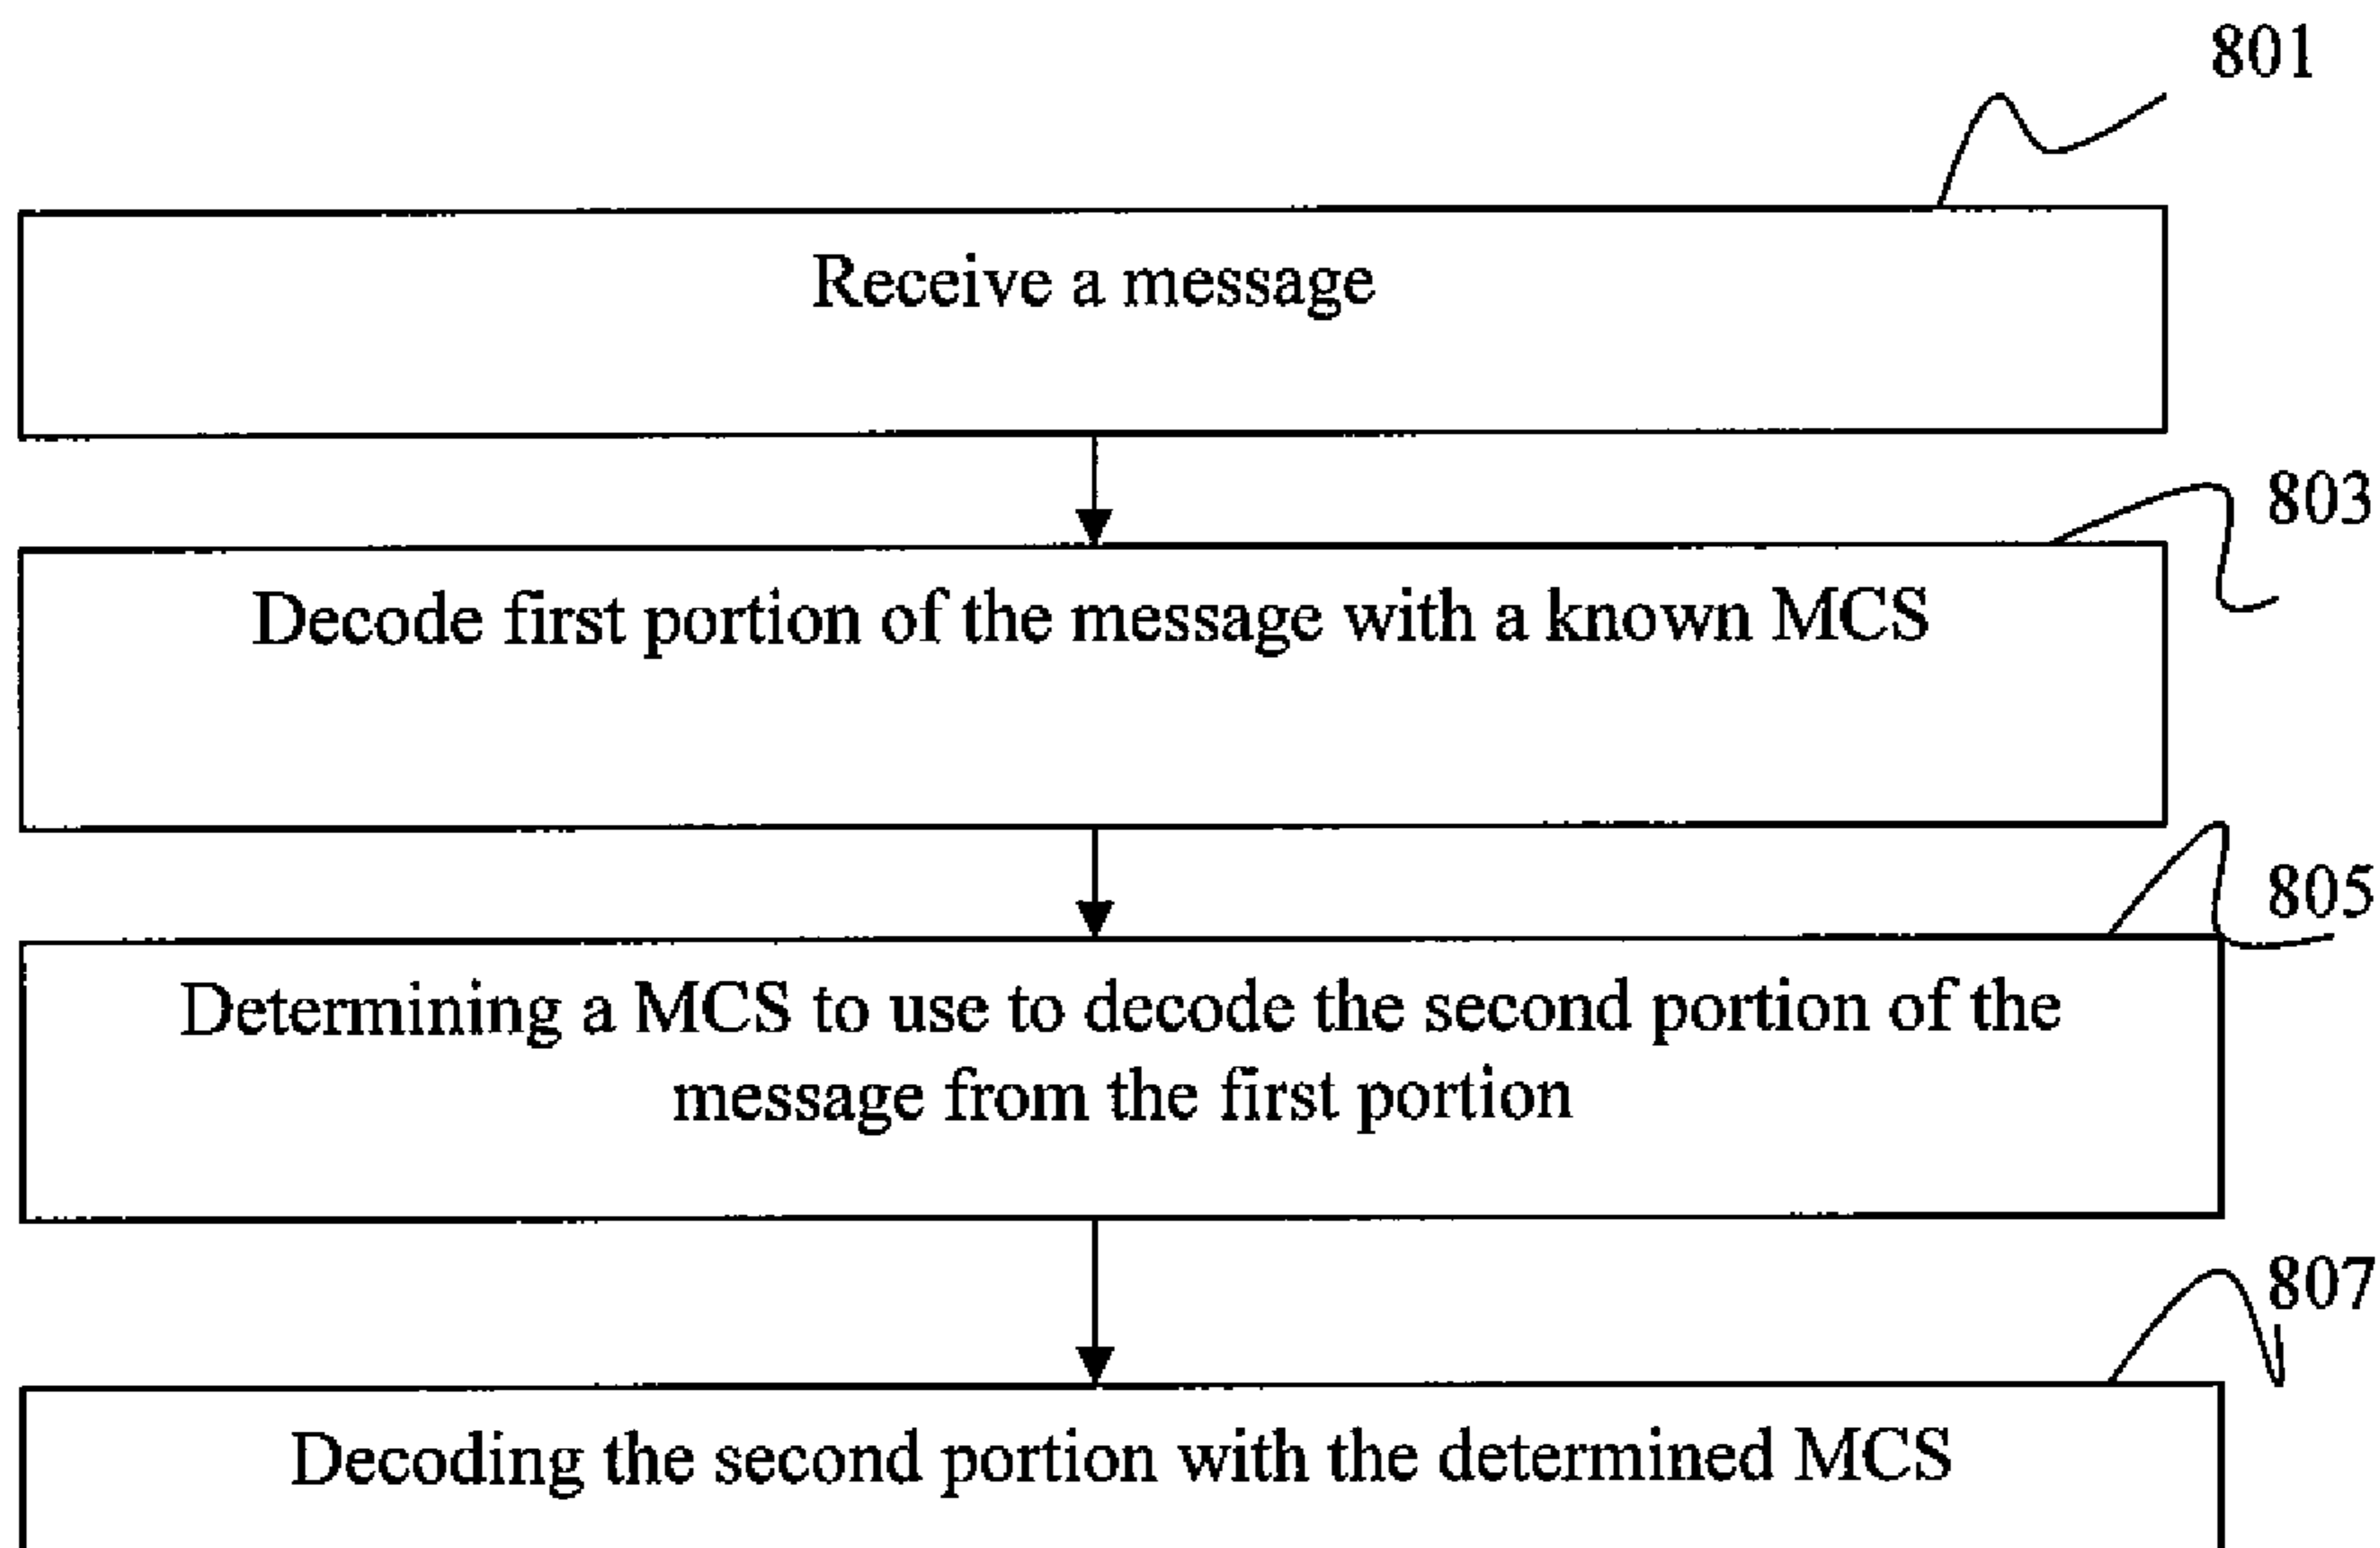 801
Receive a message
803
Decode first portion of the message with a known MCS
805
Determining a MCS to use to decode the second portion of the
message from the first portion
807
Decoding the second portion with the determined MCS